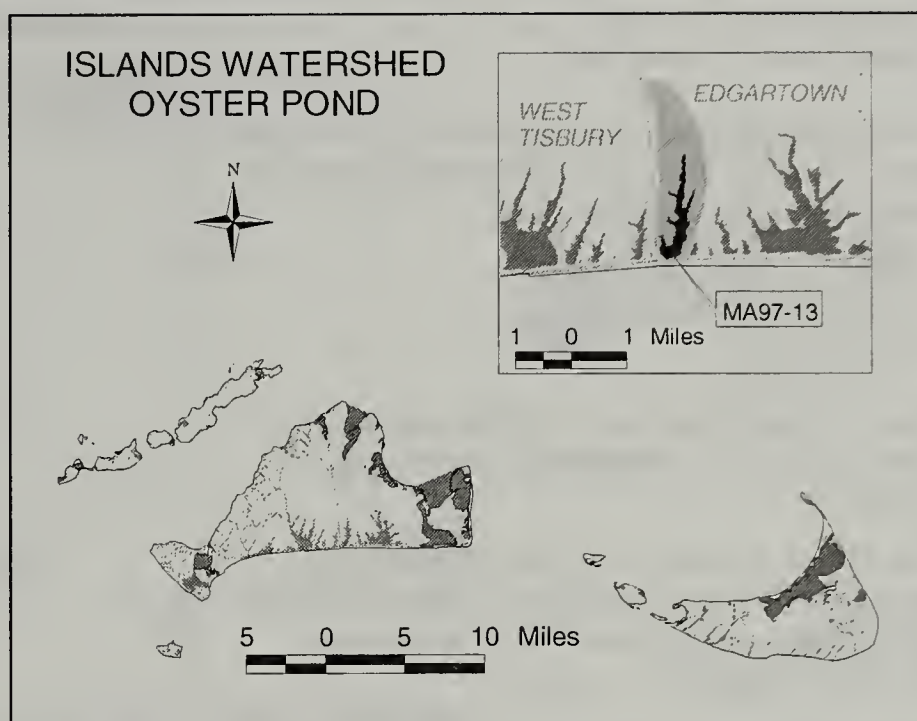 ISLANDS WATERSHED
OYSTER POND
N
WEST
TISBURY
EDGARTOWN
MA97-13
1 0 1 Miles
5 0 5 10 Miles